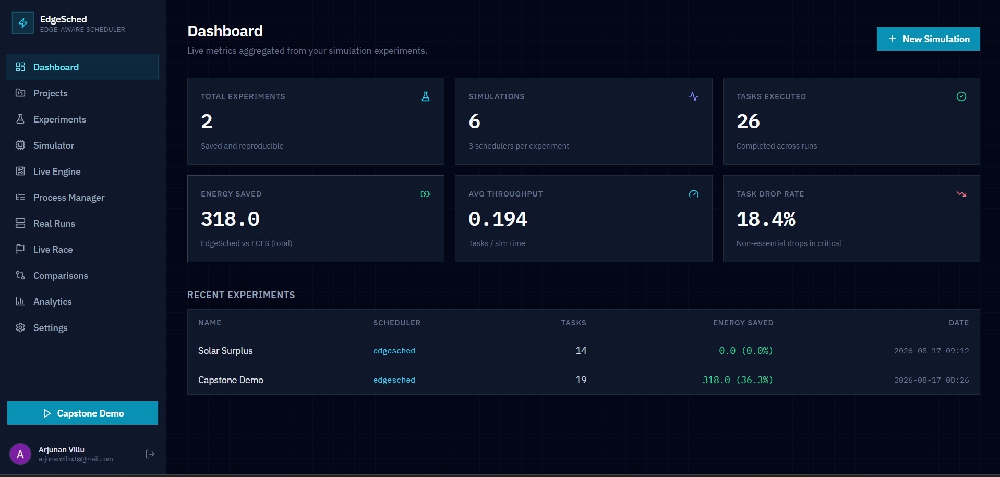 EdgeSched
EDGE-AWARE SCHEDULER
Dashboard
Projects
Experiments
Simulator
Live Engine
Process Manager
Real Runs
Live Race
Comparisons
Analytics
Settings
Capstone Demo
A
Arjunan Villu
arjunanvillu3@gmail.com
Dashboard
Live metrics aggregated from your simulation experiments.
New Simulation
TOTAL EXPERIMENTS
2
Saved and reproducible
SIMULATIONS
6
3 schedulers per experiment
TASKS EXECUTED
26
Completed across runs
ENERGY SAVED
318.0
EdgeSched vs FCFS (total)
AVG THROUGHPUT
0.194
Tasks / sim time
TASK DROP RATE
18.4%
Non-essential drops in critical
RECENT EXPERIMENTS
NAME SCHEDULER TASKS ENERGY SAVED DATE
Solar Surplus edgesched 14 0.0 (0.0%) 2026-08-17 09:12
Capstone Demo edgesched 19 318.0 (36.3%) 2026-08-17 08:26